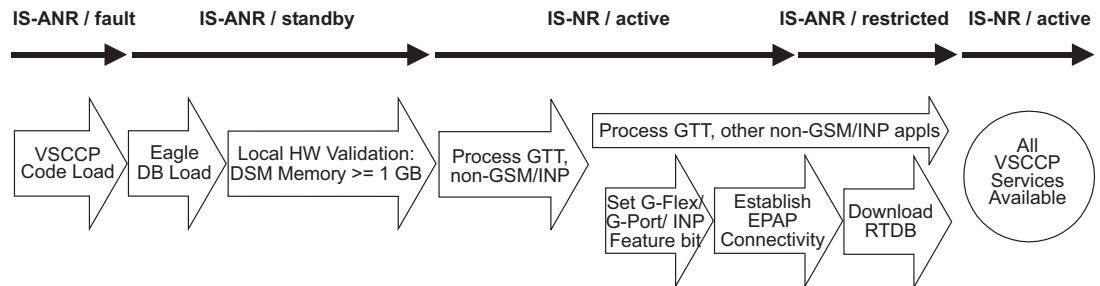 IS-ANR / fault
IS-ANR / standby
IS-NR / active
IS-ANR / restricted
IS-NR / active
VSCCP
Code Load
Eagle
DB Load
Local HW Validation:
DSM Memory >= 1 GB
Process GTT,
non-GSM/INP
Process GTT, other non-GSM/INP appls
Set G-Flex/
G-Port/ INP
Feature bit
Establish
EPAP
Connectivity
Download
RTDB
All
VSCCP
Services
Available